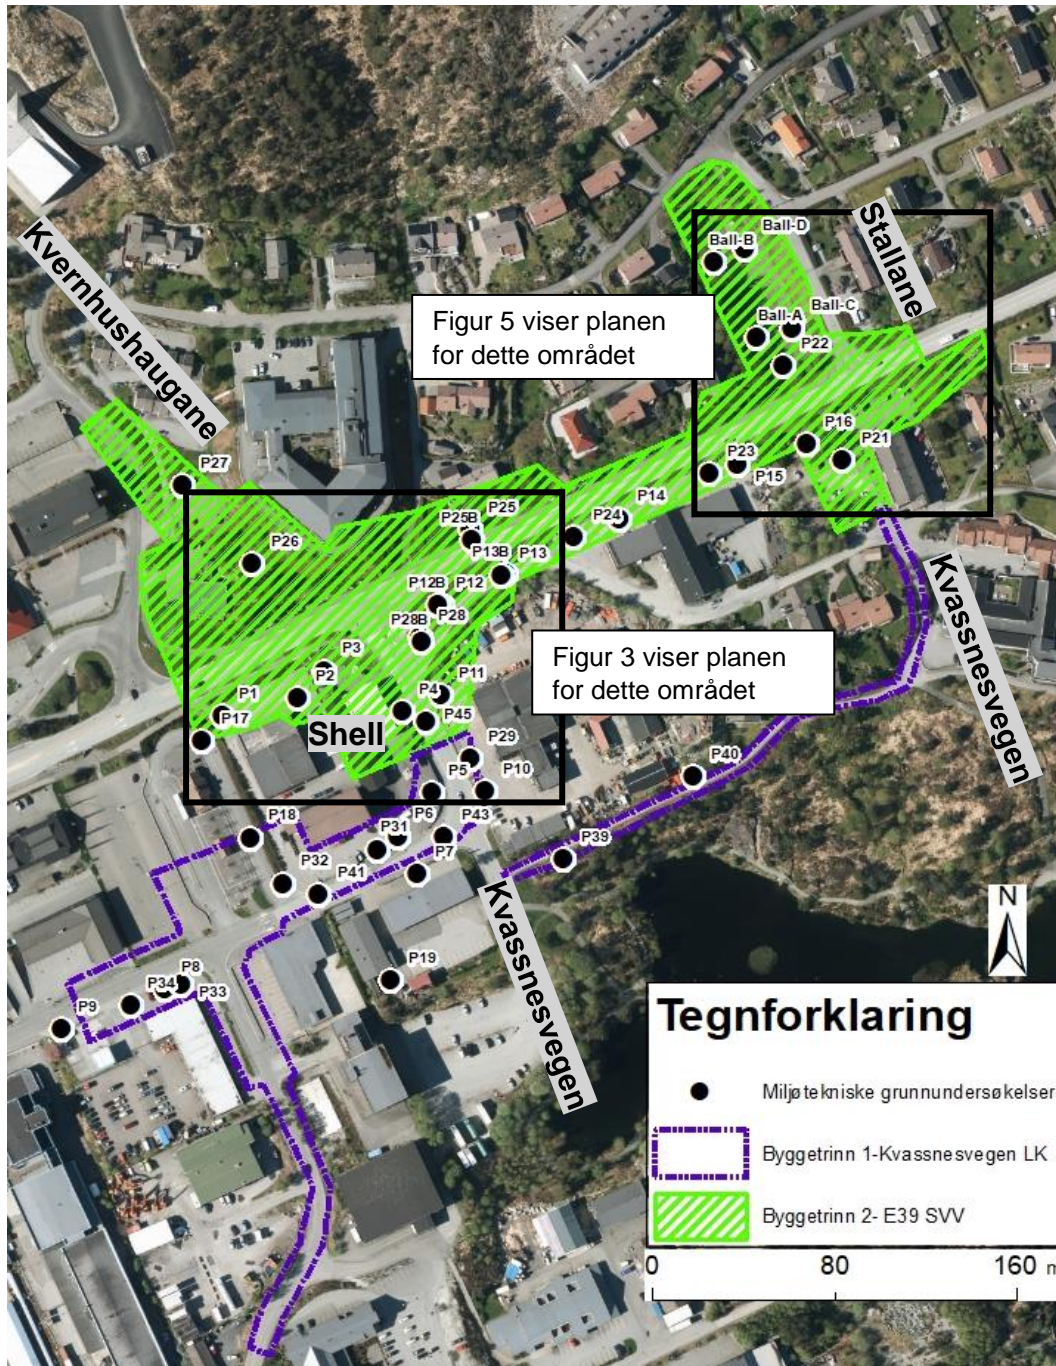 Kvernhushaugane
Stallane
Ball-D
Ball-B
Ball-C
Ball-A
P22
Figur 5 viser planen
for dette området
P16
P21
P23
P15
P27
P14
P24
P25
P25B
P26
P13B
P13
P12B
P12
P28
P28B
Kvassnesvegen
Figur 3 viser planen
for dette området
P3
P2
P11
P4
P1
P17
Shell
P45
P29
P40
P5
P10
P6
P43
P18
P31
P7
P39
P32
P41
Kvassnesvegen
N
P19
P8
P34
P33
P9
Tegnforklaring
Miljøtekniske grunnundersøkelser
Byggetrinn 1-Kvassnesvegen LK
Byggetrinn 2- E39 SVV
0 80 160 m